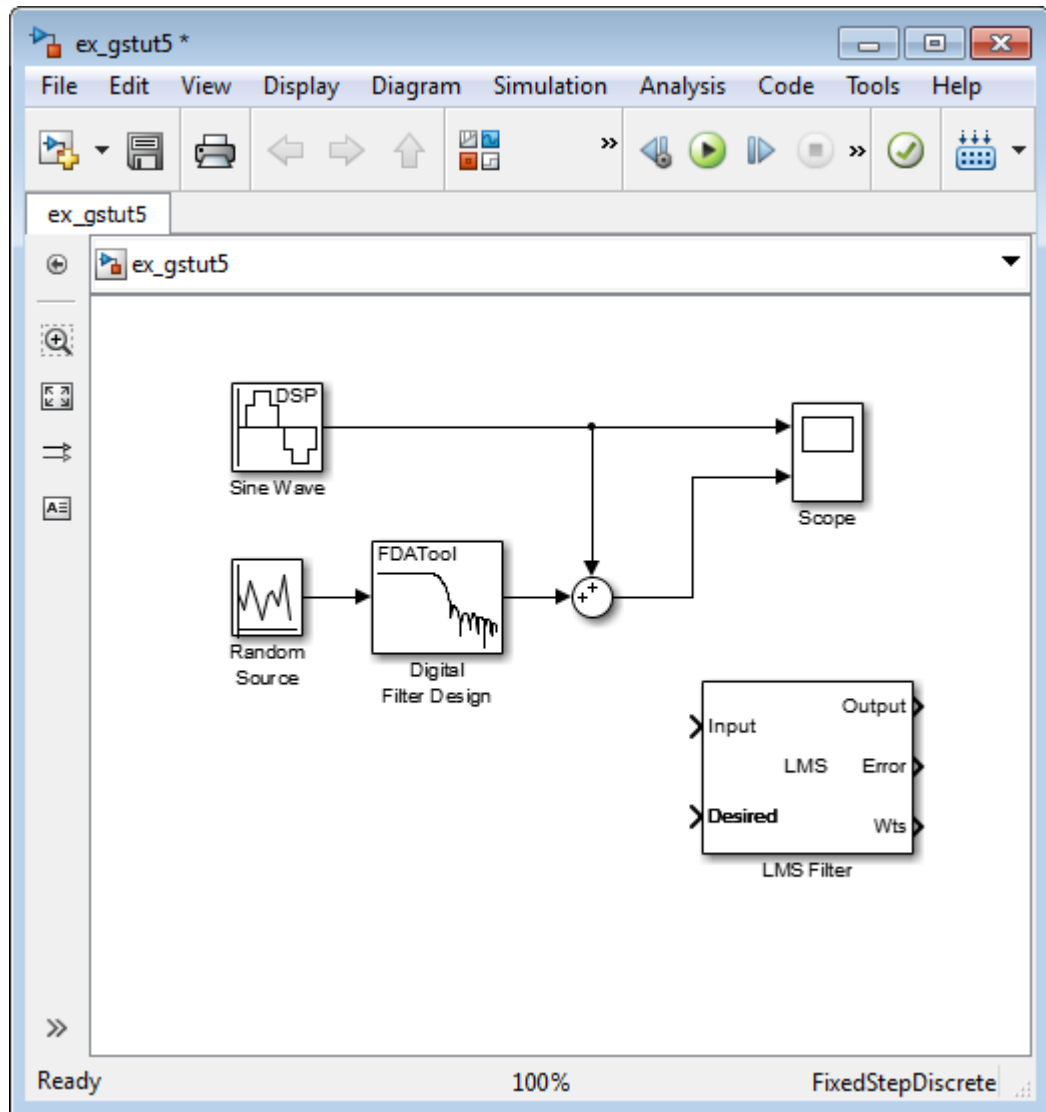 ex_gstut5 *
File Edit View Display Diagram Simulation Analysis Code Tools Help
ex_gstut5
ex_gstut5
DSP
Sine Wave
Scope
FDATool
Random
Source
Digital
Filter Design
++
Input
Output
LMS
Error
Desired
Wts
LMS Filter
Ready 100% FixedStepDiscrete